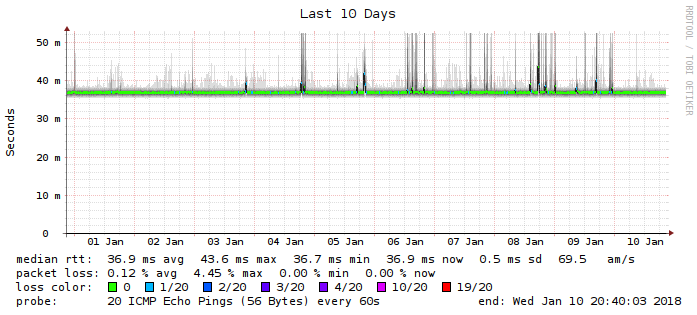 Last 10 Days
RRDTOOL / TOBI OETIKER
Seconds
50 m
40 m
30 m
20 m
10 m
0
01 Jan 02 Jan 03 Jan 04 Jan 05 Jan 06 Jan 07 Jan 08 Jan 09 Jan 10 Jan
median rtt: 36.9 ms avg 43.6 ms max 36.7 ms min 36.9 ms now 0.5 ms sd 69.5 am/s
packet loss: 0.12 % avg 4.45 % max 0.00 % min 0.00 % now
loss color: 0 1/20 2/20 3/20 4/20 10/20 19/20
probe: 20 ICMP Echo Pings (56 Bytes) every 60s end: Wed Jan 10 20:40:03 2018